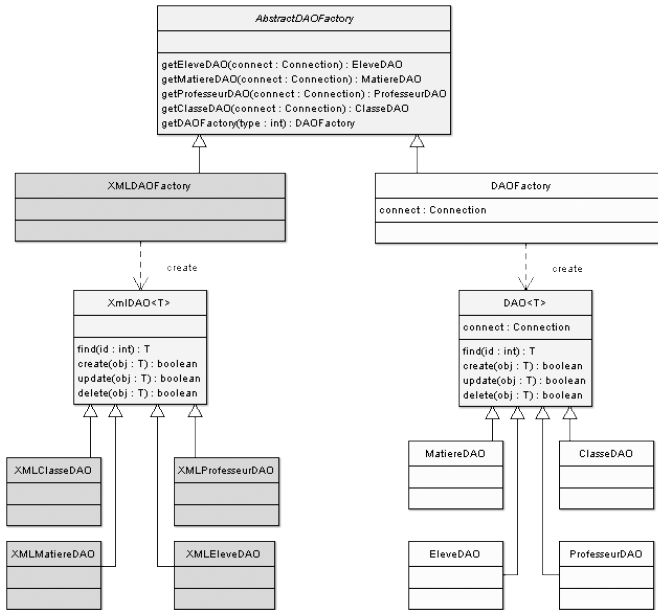 AbstractDAOFactory
getEleveDAO(connect : Connection) : EleveDAO
getMatiereDAO(connect : Connection) : MatiereDAO
getProfesseurDAO(connect : Connection) : ProfesseurDAO
getClasseDAO(connect : Connection) : ClasseDAO
getDAOFactory(type : int) : DAOFactory
XMLDAOFactory
DAOFactory
connect : Connection
create
create
XmlDAO<T>
find(id : int) : T
create(obj : T) : boolean
update(obj : T) : boolean
delete(obj : T) : boolean
DAO<T>
connect : Connection
find(id : int) : T
create(obj : T) : boolean
update(obj : T) : boolean
delete(obj : T) : boolean
XMLClasseDAO
XMLProfesseurDAO
MatiereDAO
ClasseDAO
XMLMatiereDAO
XMLEleveDAO
EleveDAO
ProfesseurDAO